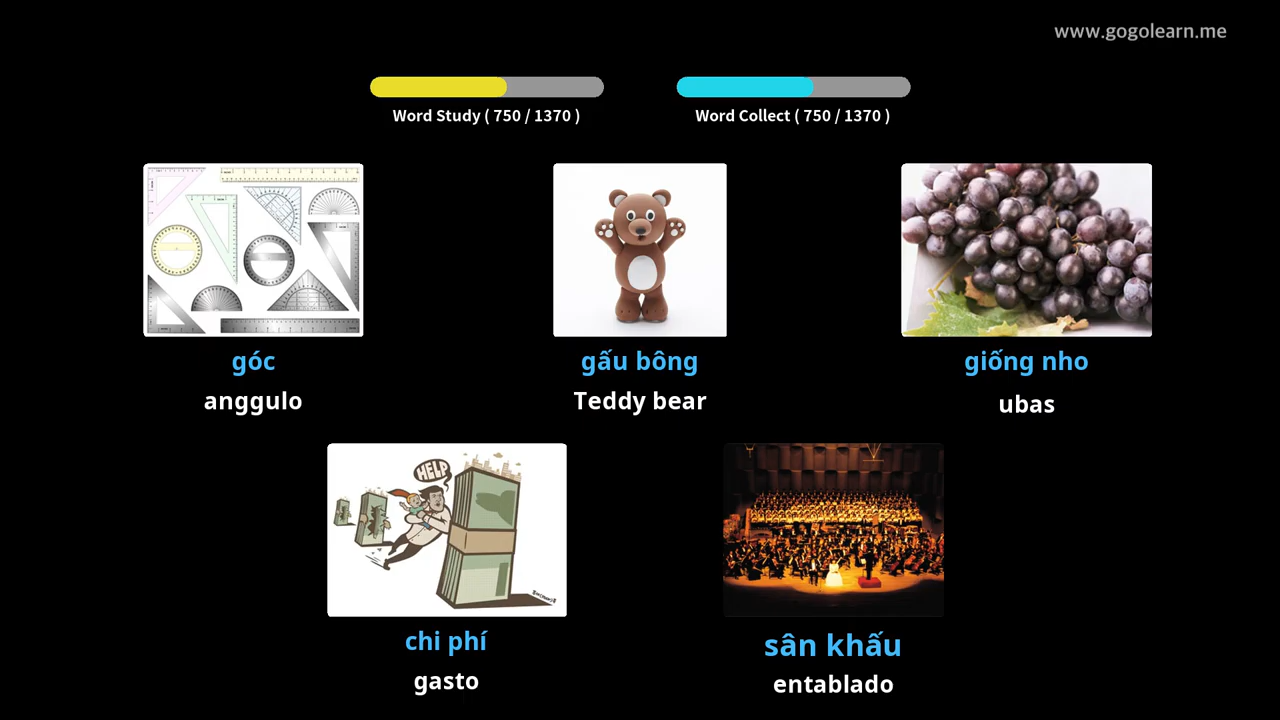 www.gogolearn.me
Word Study ( 750 / 1370 )
Word Collect ( 750 / 1370 )
góc
anggulo
gấu bông
Teddy bear
giống nho
ubas
HELP
chi phí
gasto
sân khấu
entablado